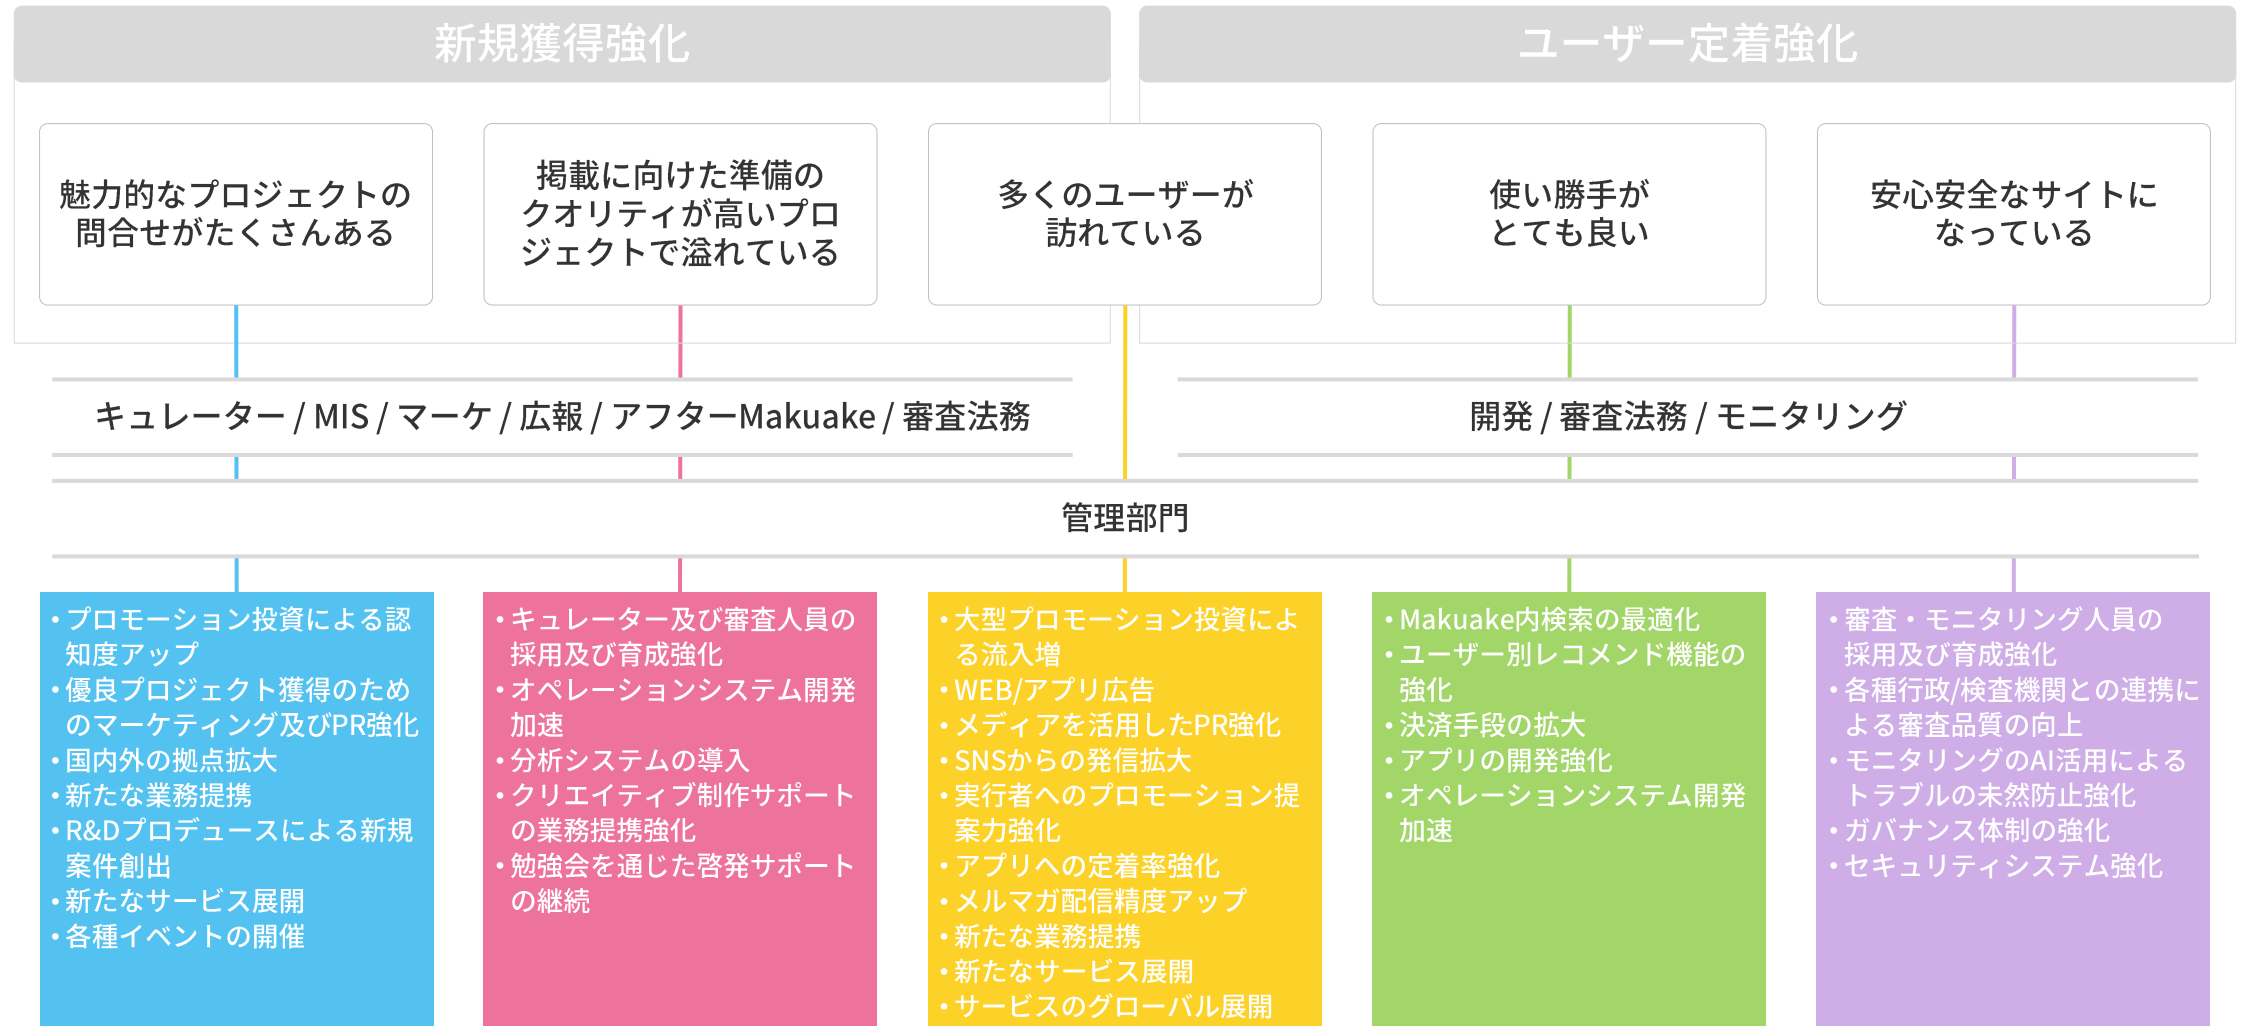 新規獲得強化
ユーザー定着強化
魅力的なプロジェクトの
問合せがたくさんある
掲載に向けた準備の
クオリティが高いプロ
ジェクトで溢れている
多くのユーザーが
訪れている
使い勝手が
とても良い
安心安全なサイトに
なっている
キュレーター / MIS / マーケ / 広報 / アフターMakuake / 審査法務
開発 / 審査法務 / モニタリング
管理部門
• プロモーション投資による認
知度アップ
• 優良プロジェクト獲得のため
のマーケティング及びPR強化
• 国内外の拠点拡大
• 新たな業務提携
• R&Dプロデュースによる新規
案件創出
• 新たなサービス展開
• 各種イベントの開催
• キュレーター及び審査人員の
採用及び育成強化
• オペレーションシステム開発
加速
• 分析システムの導入
• クリエイティブ制作サポート
の業務提携強化
• 勉強会を通じた啓発サポート
の継続
• 大型プロモーション投資によ
る流入増
• WEB/アプリ広告
• メディアを活用したPR強化
• SNSからの発信拡大
• 実行者へのプロモーション提
案力強化
• アプリへの定着率強化
• メルマガ配信精度アップ
• 新たな業務提携
• 新たなサービス展開
• サービスのグローバル展開
• Makuake内検索の最適化
• ユーザー別レコメンド機能の
強化
• 決済手段の拡大
• アプリの開発強化
• オペレーションシステム開発
加速
• 審査・モニタリング人員の
採用及び育成強化
• 各種行政/検査機関との連携に
よる審査品質の向上
• モニタリングのAI活用による
トラブルの未然防止強化
• ガバナンス体制の強化
• セキュリティシステム強化